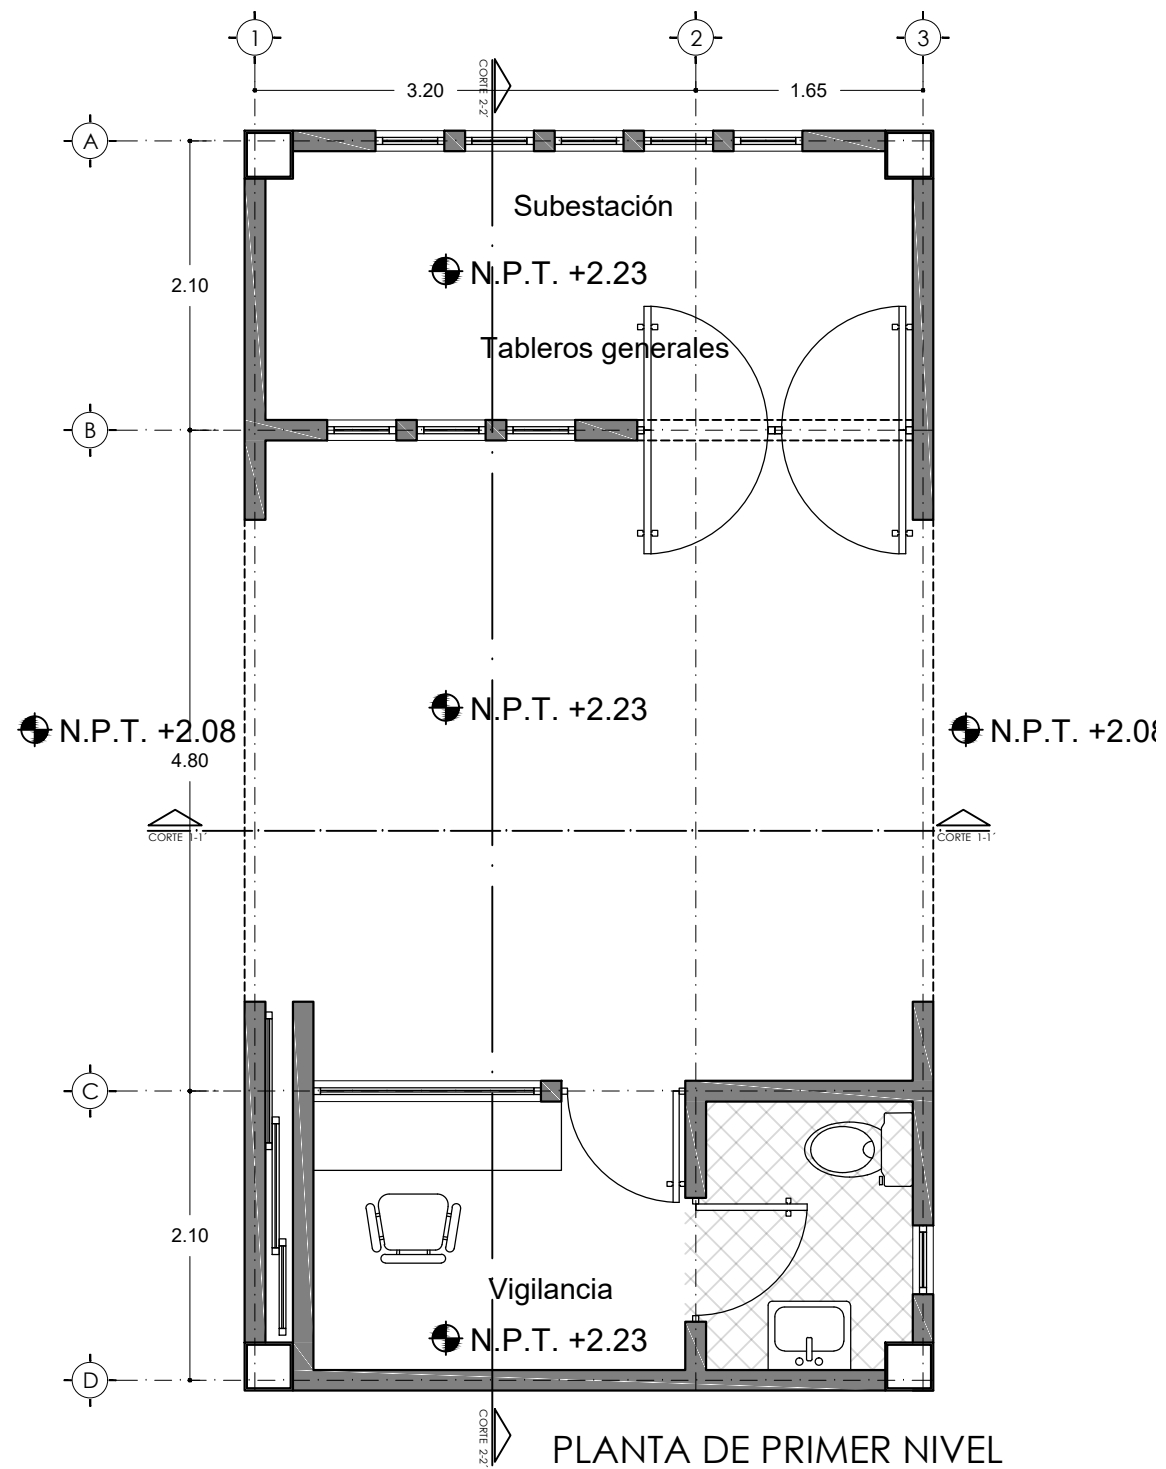 1
2
3
CORTE 2-2'
3.20
1.65
A
Subestación
N.P.T. +2.23
2.10
Tableros generales
B
N.P.T. +2.23
N.P.T. +2.08
N.P.T. +2.08
4.80
CORTE 1-1'
CORTE 1-1'
C
2.10
Vigilancia
N.P.T. +2.23
D
CORTE 2-2'
PLANTA DE PRIMER NIVEL